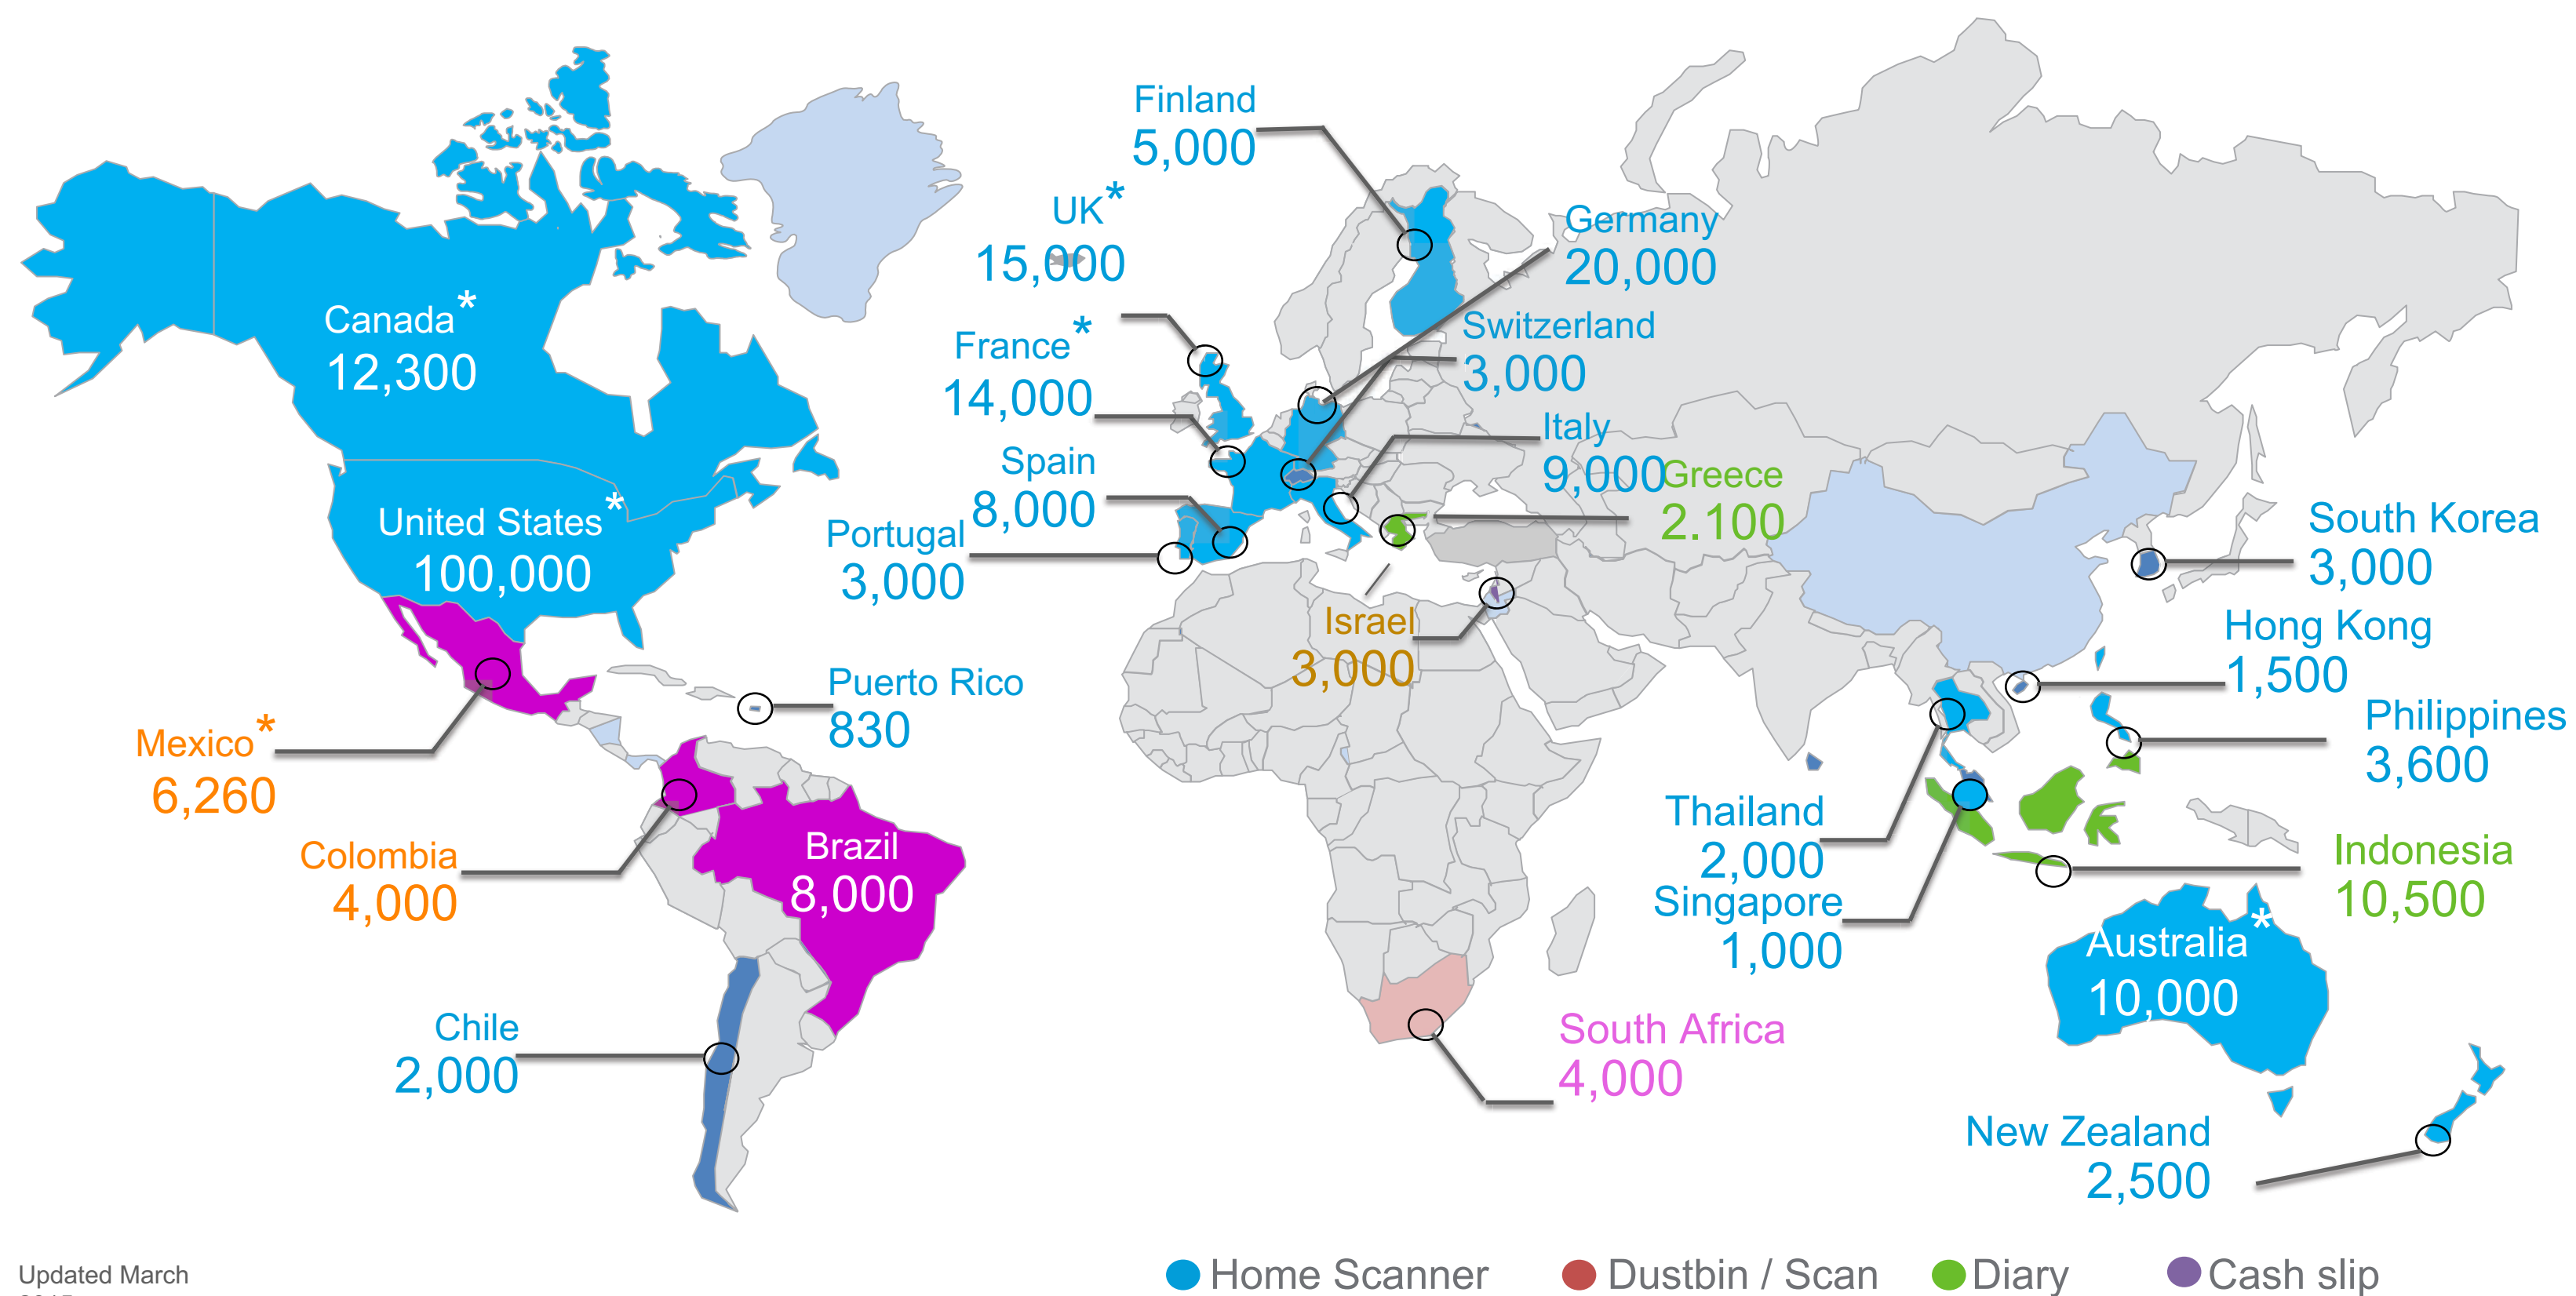 Finland
5,000
UK*
15,000
Germany
20,000
Canada*
12,300
France*
14,000
Switzerland
3,000
Italy
9,000
Spain
8,000
Greece
2.100
United States*
100,000
Portugal
3,000
South Korea
3,000
Israel
3,000
Hong Kong
1,500
Puerto Rico
830
Philippines
3,600
Mexico*
6,260
Thailand
2,000
Colombia
4,000
Brazil
8,000
Indonesia
10,500
Singapore
1,000
Australia*
10,000
Chile
2,000
South Africa
4,000
New Zealand
2,500
Home Scanner
Dustbin / Scan
Diary
Cash slip
Updated March